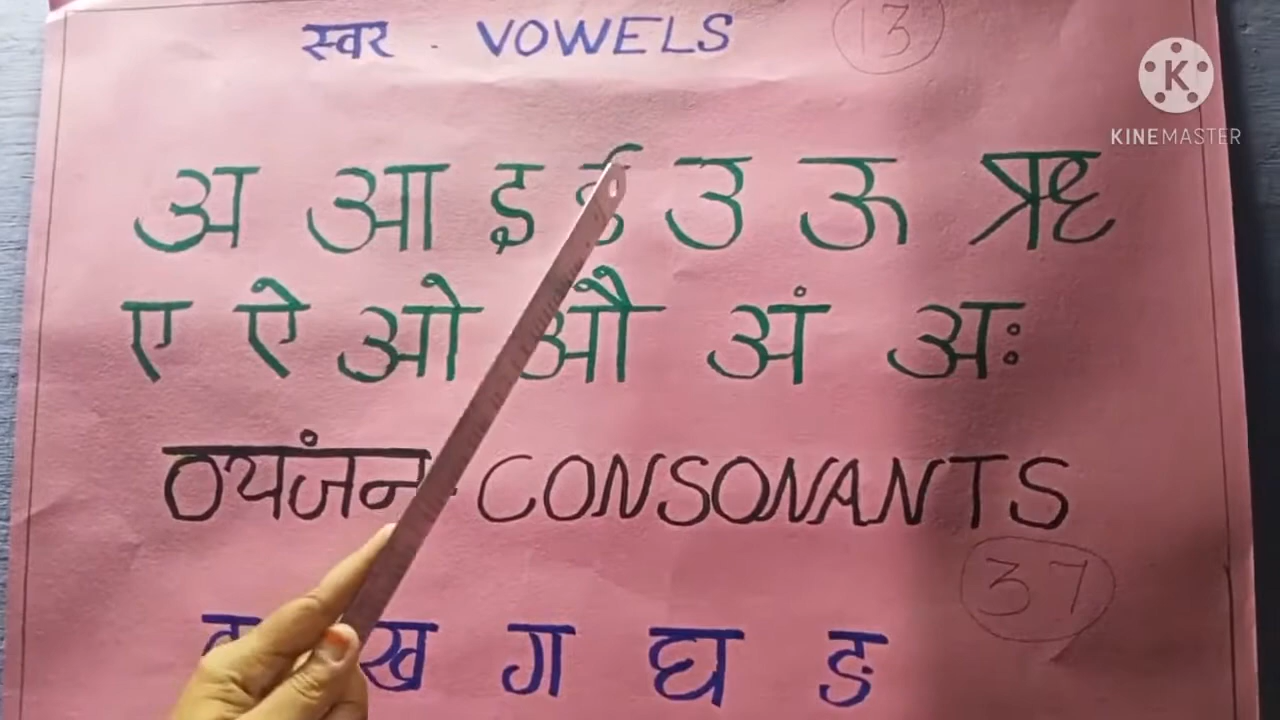 स्वर - VOWELS 13
KINEMASTER
अ आ इ ई उ ऊ ऋ
ए ऐ ओ औ अं अः
व्यंजन - CONSONANTS
37
ख ग घ ङ